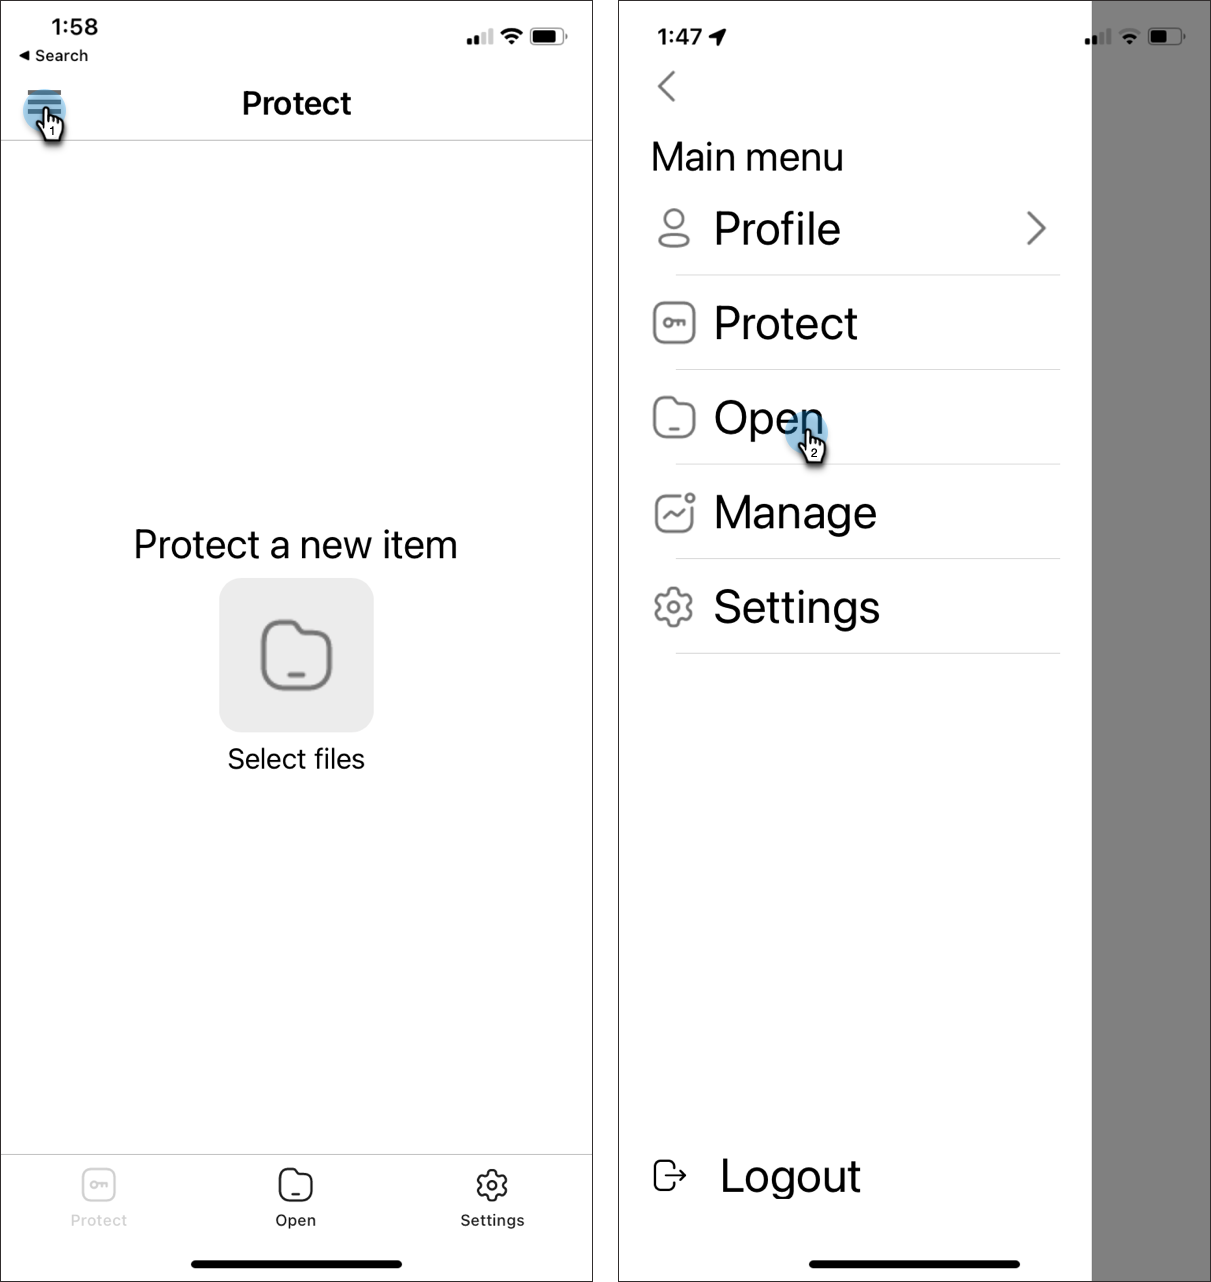 1:58
◀ Search
Protect
1
Protect a new item
Select files
Protect
Open
Settings
1:47
Main menu
Profile
Protect
Open
2
Manage
Settings
Logout